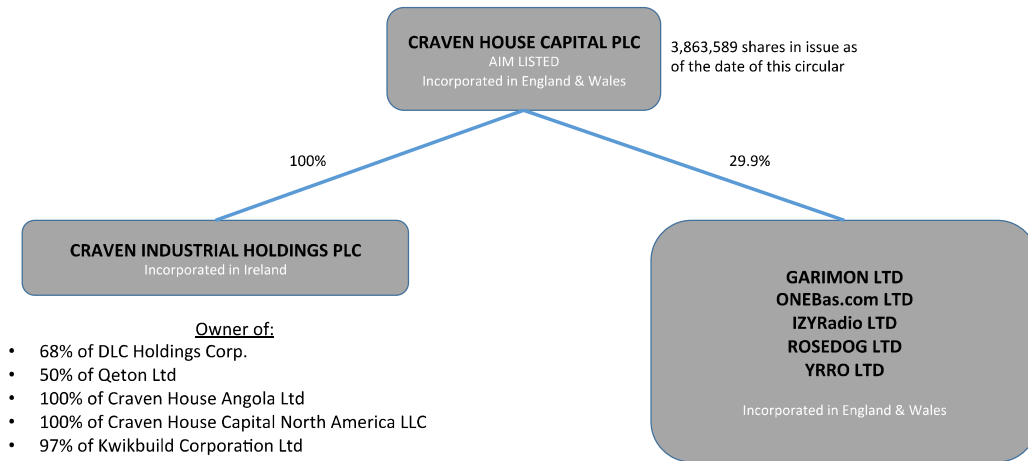 CRAVEN HOUSE CAPITAL PLC
AIM LISTED
Incorporated in England & Wales
3,863,589 shares in issue as
of the date of this circular
100%
29.9%
CRAVEN INDUSTRIAL HOLDINGS PLC
Incorporated in Ireland
Owner of:
• 68% of DLC Holdings Corp.
• 50% of Qeton Ltd
• 100% of Craven House Angola Ltd
• 100% of Craven House Capital North America LLC
• 97% of Kwikbuild Corporation Ltd
GARIMON LTD
ONEBas.com LTD
IZYRadio LTD
ROSEDOG LTD
YRRO LTD
Incorporated in England & Wales